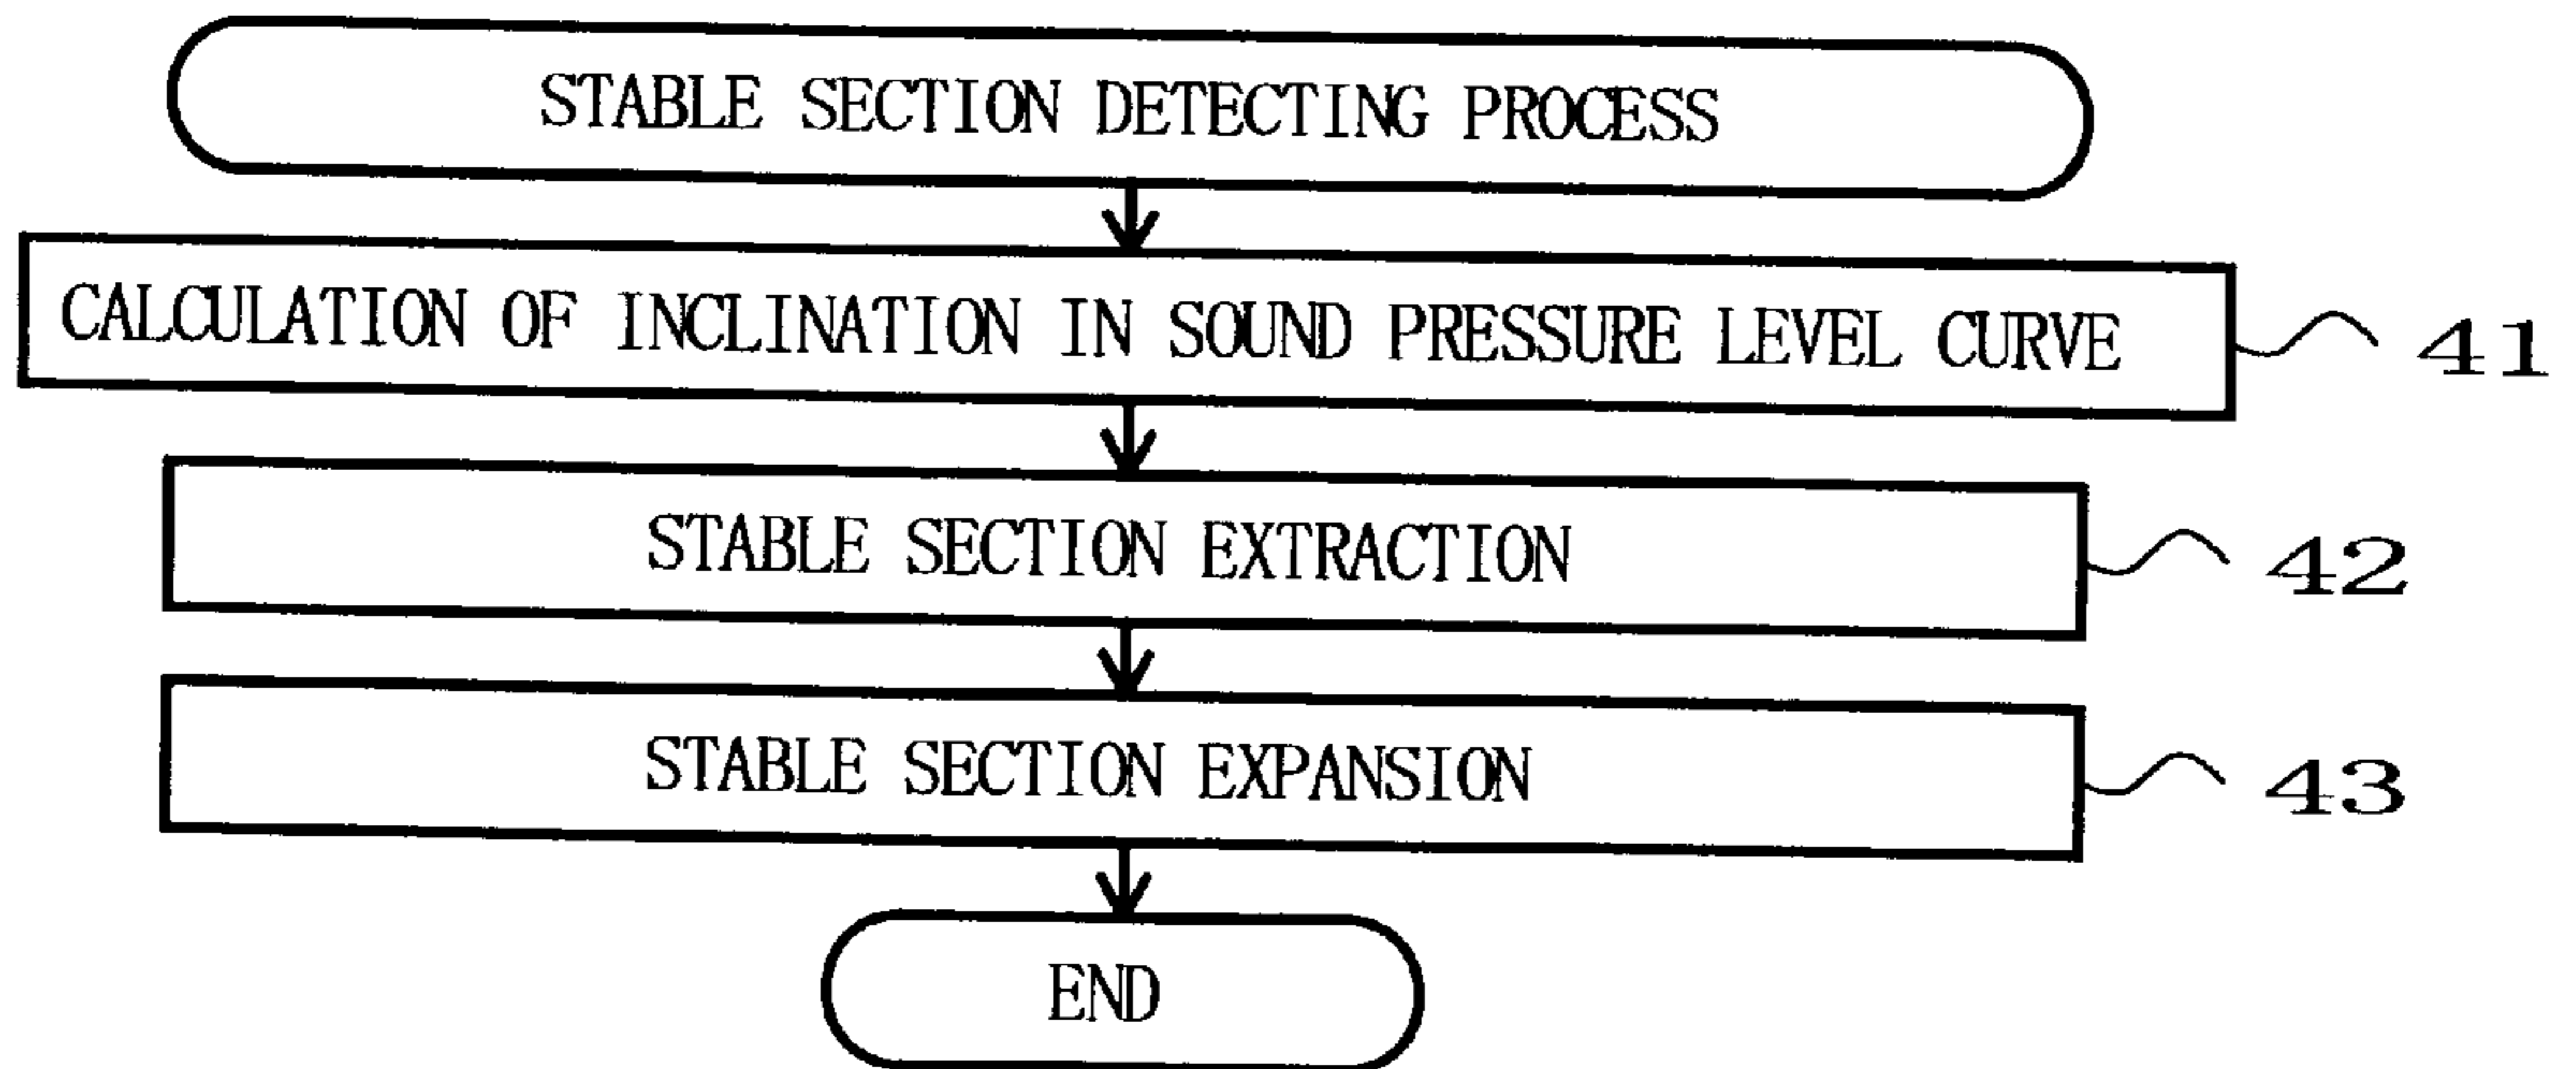 STABLE SECTION DETECTING PROCESS
CALCULATION OF INCLINATION IN SOUND PRESSURE LEVEL CURVE 41
STABLE SECTION EXTRACTION 42
STABLE SECTION EXPANSION 43
END